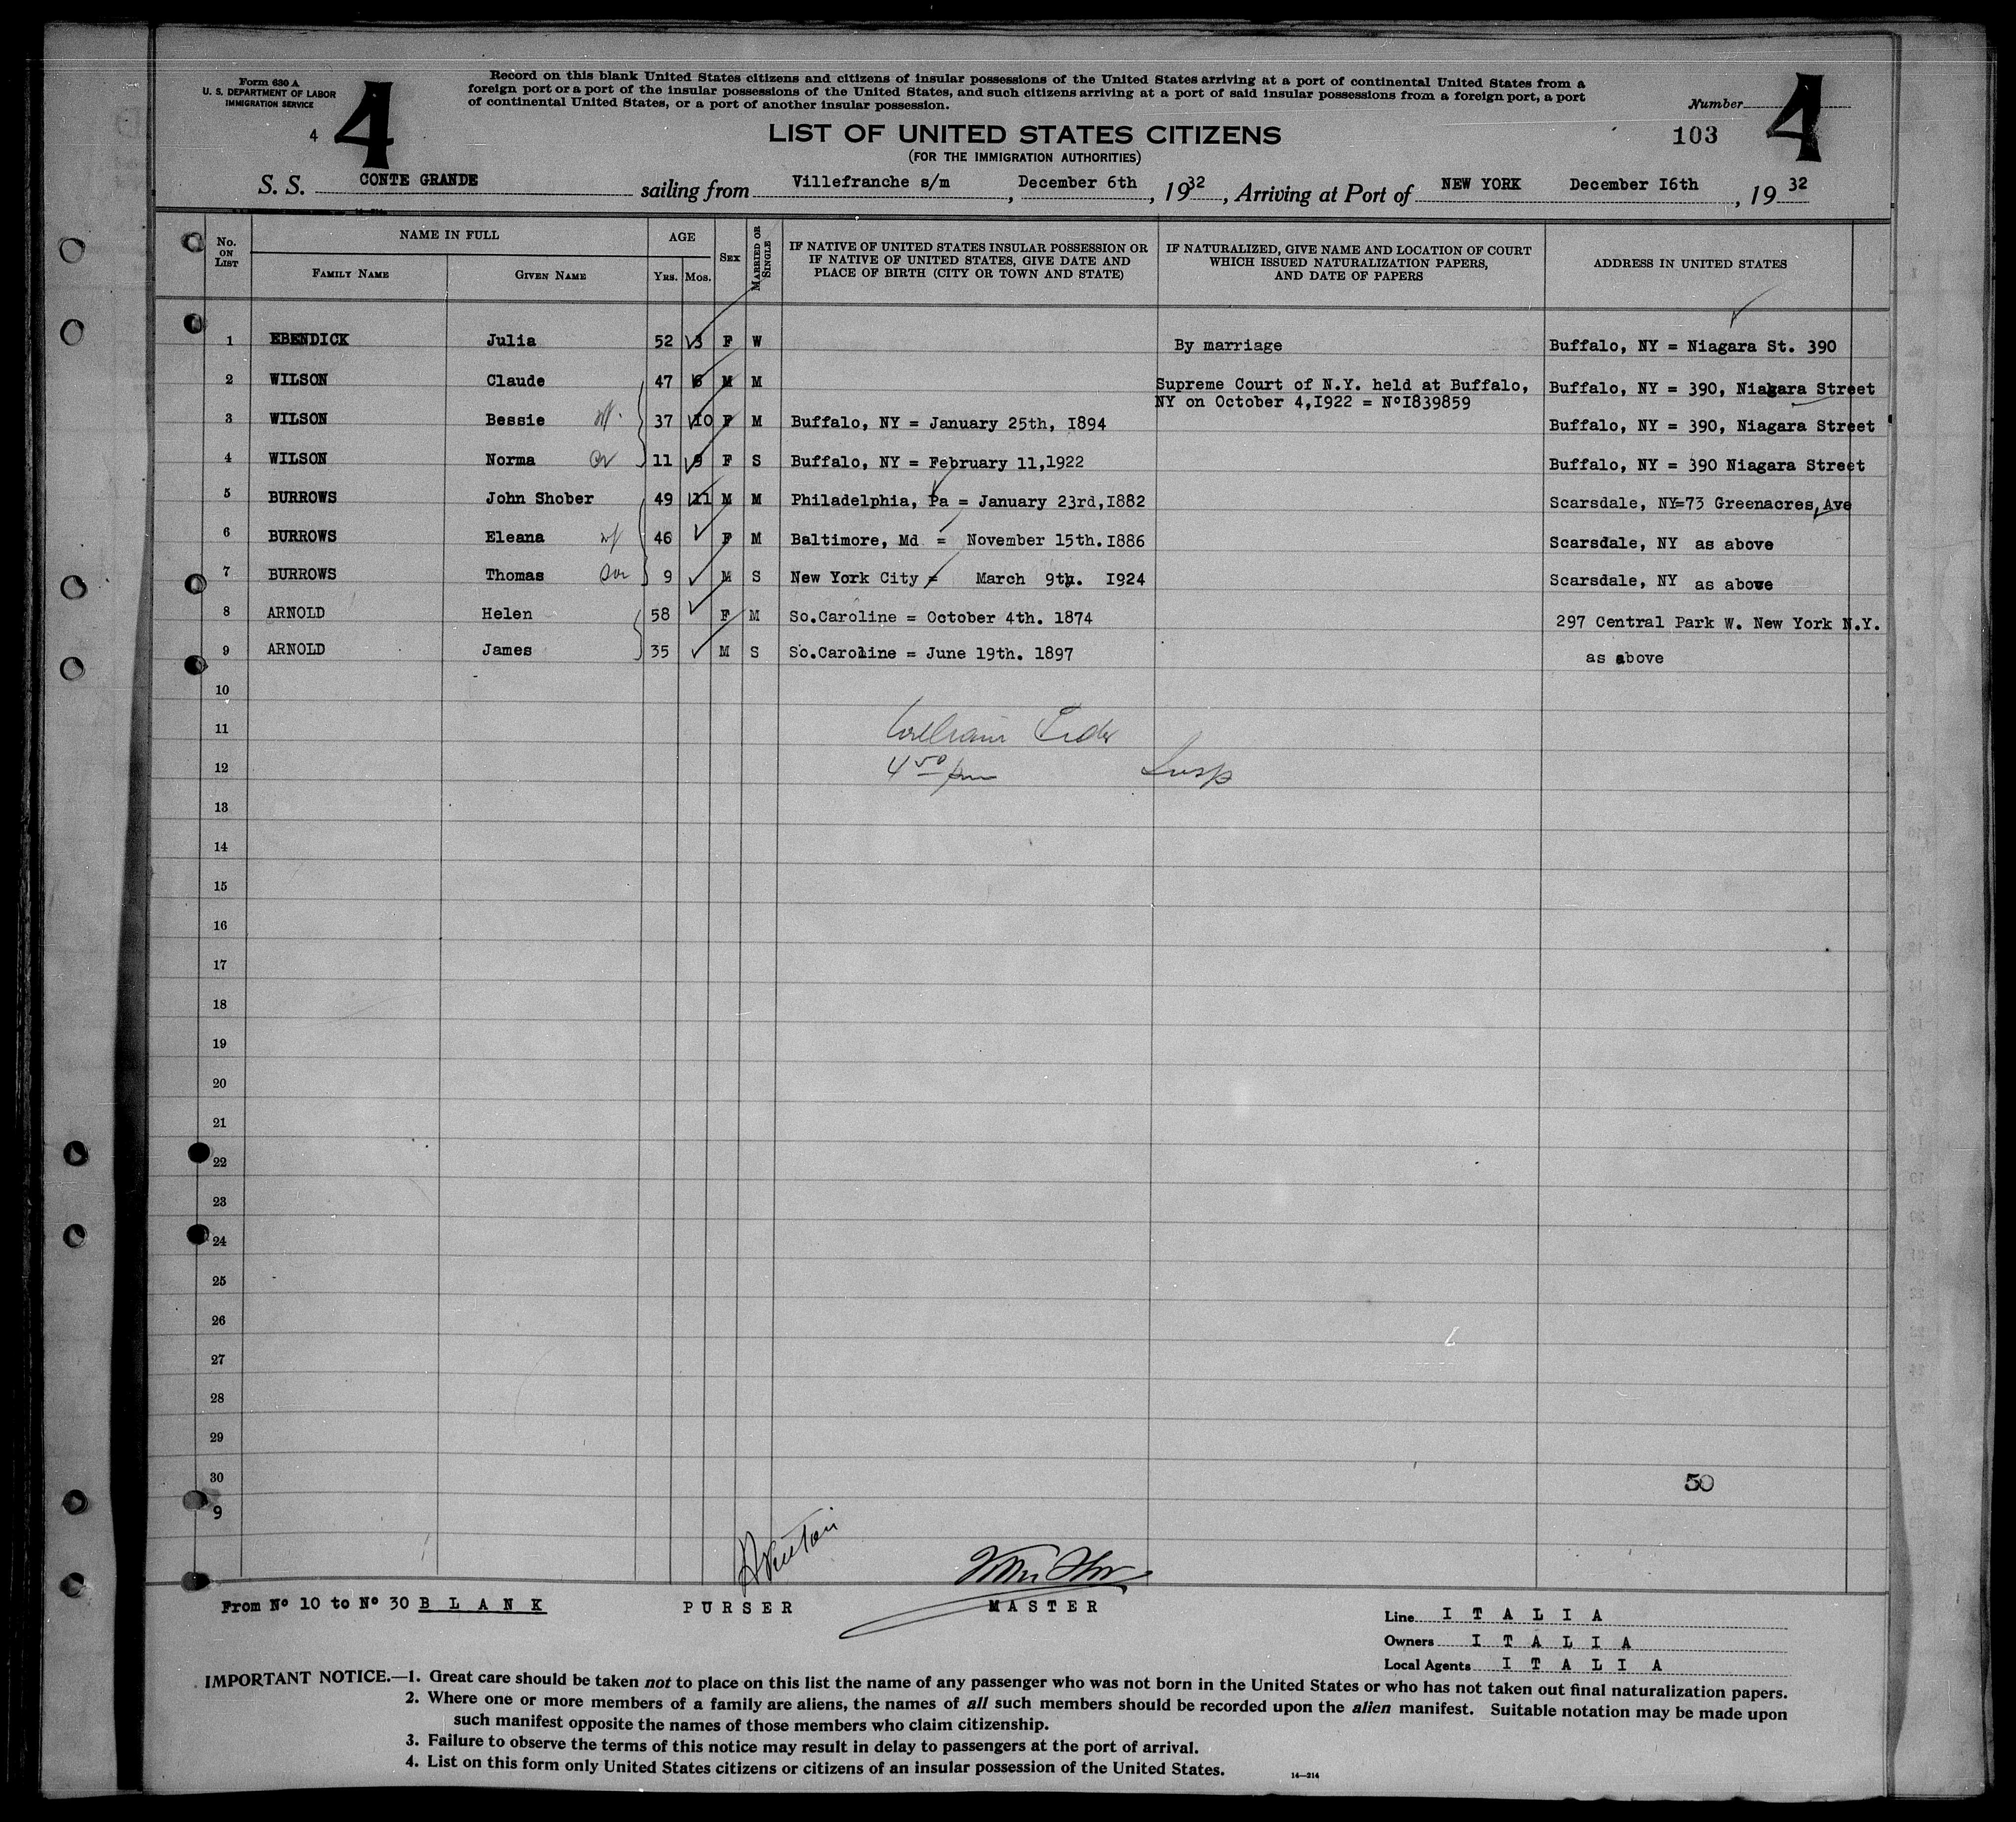 Form 630 A
U. S. DEPARTMENT OF LABOR
IMMIGRATION SERVICE
4 4
Record on this blank United States citizens and citizens of insular possessions of the United States arriving at a port of continental United States from a
foreign port or a port of the insular possessions of the United States, and such citizens arriving at a port of said insular possessions from a foreign port, a port
of continental United States, or a port of another insular possession.
Number 4
103
LIST OF UNITED STATES CITIZENS
(FOR THE IMMIGRATION AUTHORITIES)
S. S. CONTE GRANDE sailing from Villefranche s/m, December 6th, 1932, Arriving at Port of NEW YORK December I6th, 1932
No. ON LIST NAME IN FULL FAMILY NAME GIVEN NAME AGE YRS. MOS. SEX MARRIED OR SINGLE IF NATIVE OF UNITED STATES INSULAR POSSESSION OR IF NATIVE OF UNITED STATES, GIVE DATE AND PLACE OF BIRTH (CITY OR TOWN AND STATE) IF NATURALIZED, GIVE NAME AND LOCATION OF COURT WHICH ISSUED NATURALIZATION PAPERS, AND DATE OF PAPERS ADDRESS IN UNITED STATES
1 EBENDICK Julia 52 3 F W By marriage Buffalo, NY = Niagara St. 390
2 WILSON Claude 47 6 M M Supreme Court of N.Y. held at Buffalo, NY on October 4,I922 = NºI839859 Buffalo, NY = 390, Niagara Street
3 WILSON Bessie wf. 37 10 F M Buffalo, NY = January 25th, I894 Buffalo, NY = 390, Niagara Street
4 WILSON Norma 11 9 F S Buffalo, NY = February 11,1922 Buffalo, NY = 390 Niagara Street
5 BURROWS John Shober 49 11 M M Philadelphia, Pa = January 23rd,I882 Scarsdale, NY=73 Greenacres,Ave
6 BURROWS Eleana wf 46 F M Baltimore, Md = November 15th.I886 Scarsdale, NY as above
7 BURROWS Thomas son 9 M S New York City = March 9th. I924 Scarsdale, NY as above
8 ARNOLD Helen 58 F M So.Caroline = October 4th. 1874 297 Central Park W. New York N.Y.
9 ARNOLD James 35 M S So.Caroline = June 19th. 1897 as above
10
11 William
12 4 50 pm Insp
13
14
15
16
17
18
19
20
21
22
23
24
25
26
27
28
29
30 50
9
From Nº 10 to Nº 30 B L A N K
P U R S E R
M A S T E R
Line I T A L I A
Owners I T A L I A
Local Agents I T A L I A
IMPORTANT NOTICE.—1. Great care should be taken not to place on this list the name of any passenger who was not born in the United States or who has not taken out final naturalization papers.
2. Where one or more members of a family are aliens, the names of all such members should be recorded upon the alien manifest. Suitable notation may be made upon
such manifest opposite the names of those members who claim citizenship.
3. Failure to observe the terms of this notice may result in delay to passengers at the port of arrival.
4. List on this form only United States citizens or citizens of an insular possession of the United States.
14—214